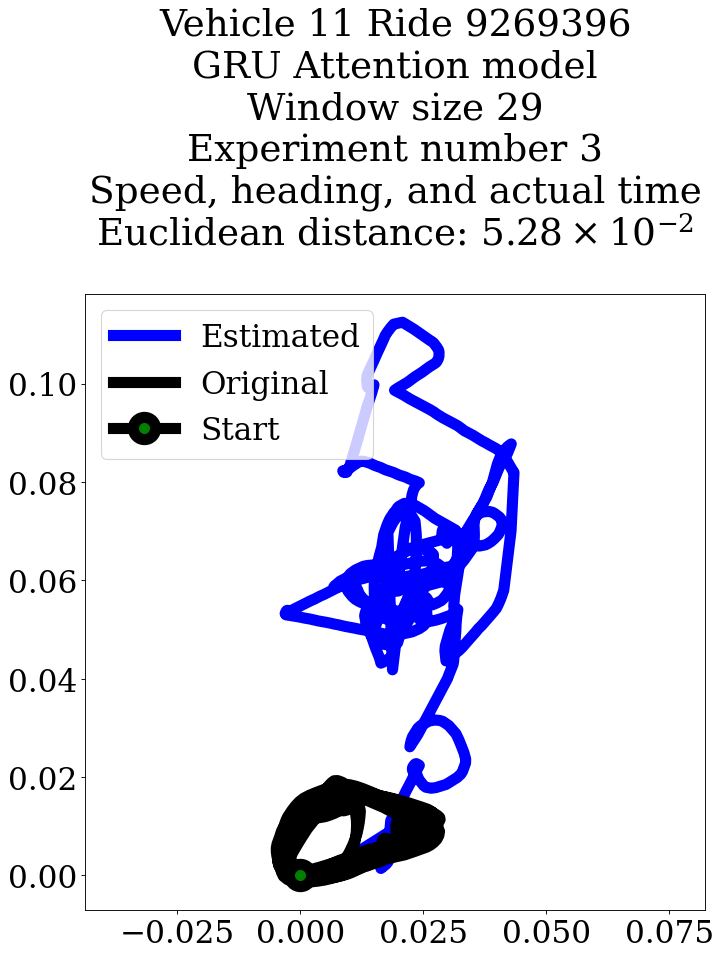 Vehicle 11 Ride 9269396
GRU Attention model
Window size 29
Experiment number 3
Speed, heading, and actual time
Euclidean distance: 5.28 × 10⁻²
Estimated
Original
Start
0.10
0.08
0.06
0.04
0.02
0.00
−0.025 0.000 0.025 0.050 0.075